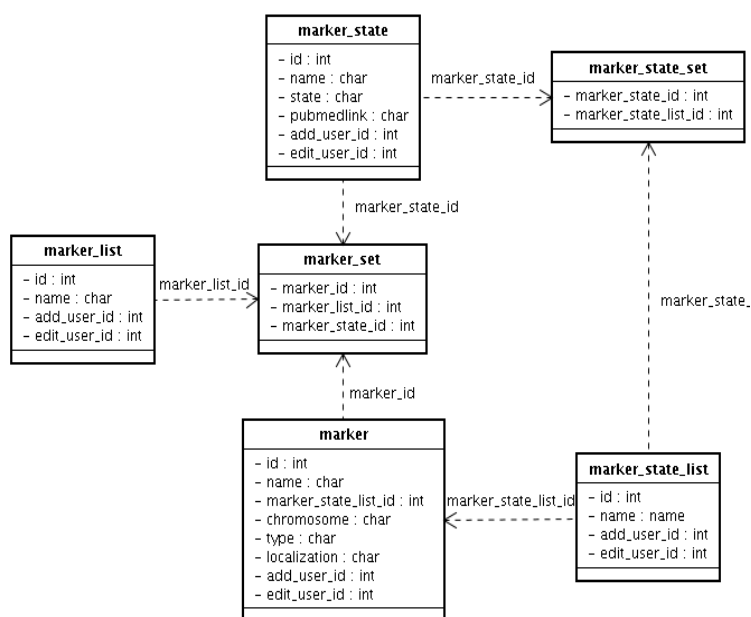 marker_state
- id : int
- name : char
- state : char
- pubmedlink : char
- add_user_id : int
- edit_user_id : int
marker_state_id
marker_state_set
- marker_state_id : int
- marker_state_list_id : int
marker_state_id
marker_list
- id : int
- name : char
- add_user_id : int
- edit_user_id : int
marker_list_id
marker_set
- marker_id : int
- marker_list_id : int
- marker_state_id : int
marker_state_
marker_id
marker
- id : int
- name : char
- marker_state_list_id : int
- chromosome : char
- type : char
- localization : char
- add_user_id : int
- edit_user_id : int
marker_state_list_id
marker_state_list
- id : int
- name : name
- add_user_id : int
- edit_user_id : int